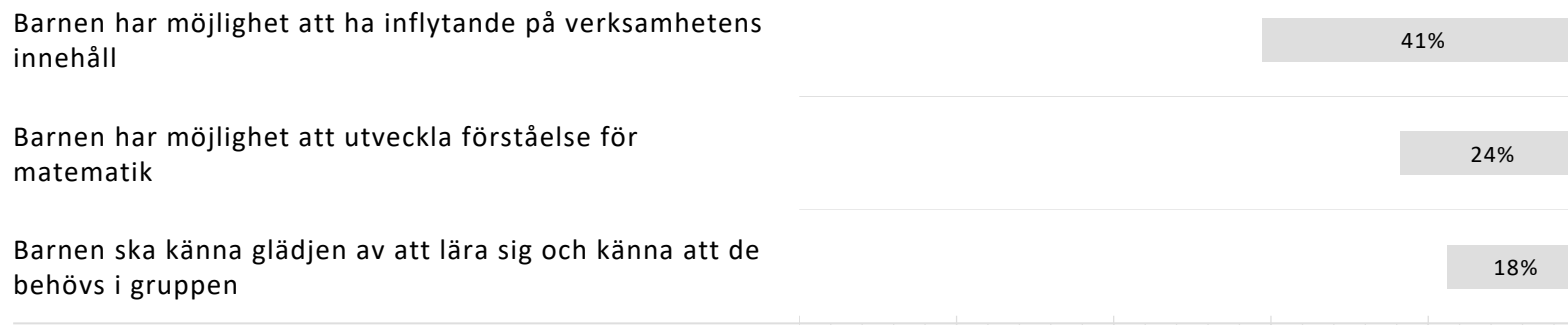 Barnen har möjlighet att ha inflytande på verksamhetens
innehåll
41%
Barnen har möjlighet att utveckla förståelse för
matematik
24%
Barnen ska känna glädjen av att lära sig och känna att de
behövs i gruppen
18%